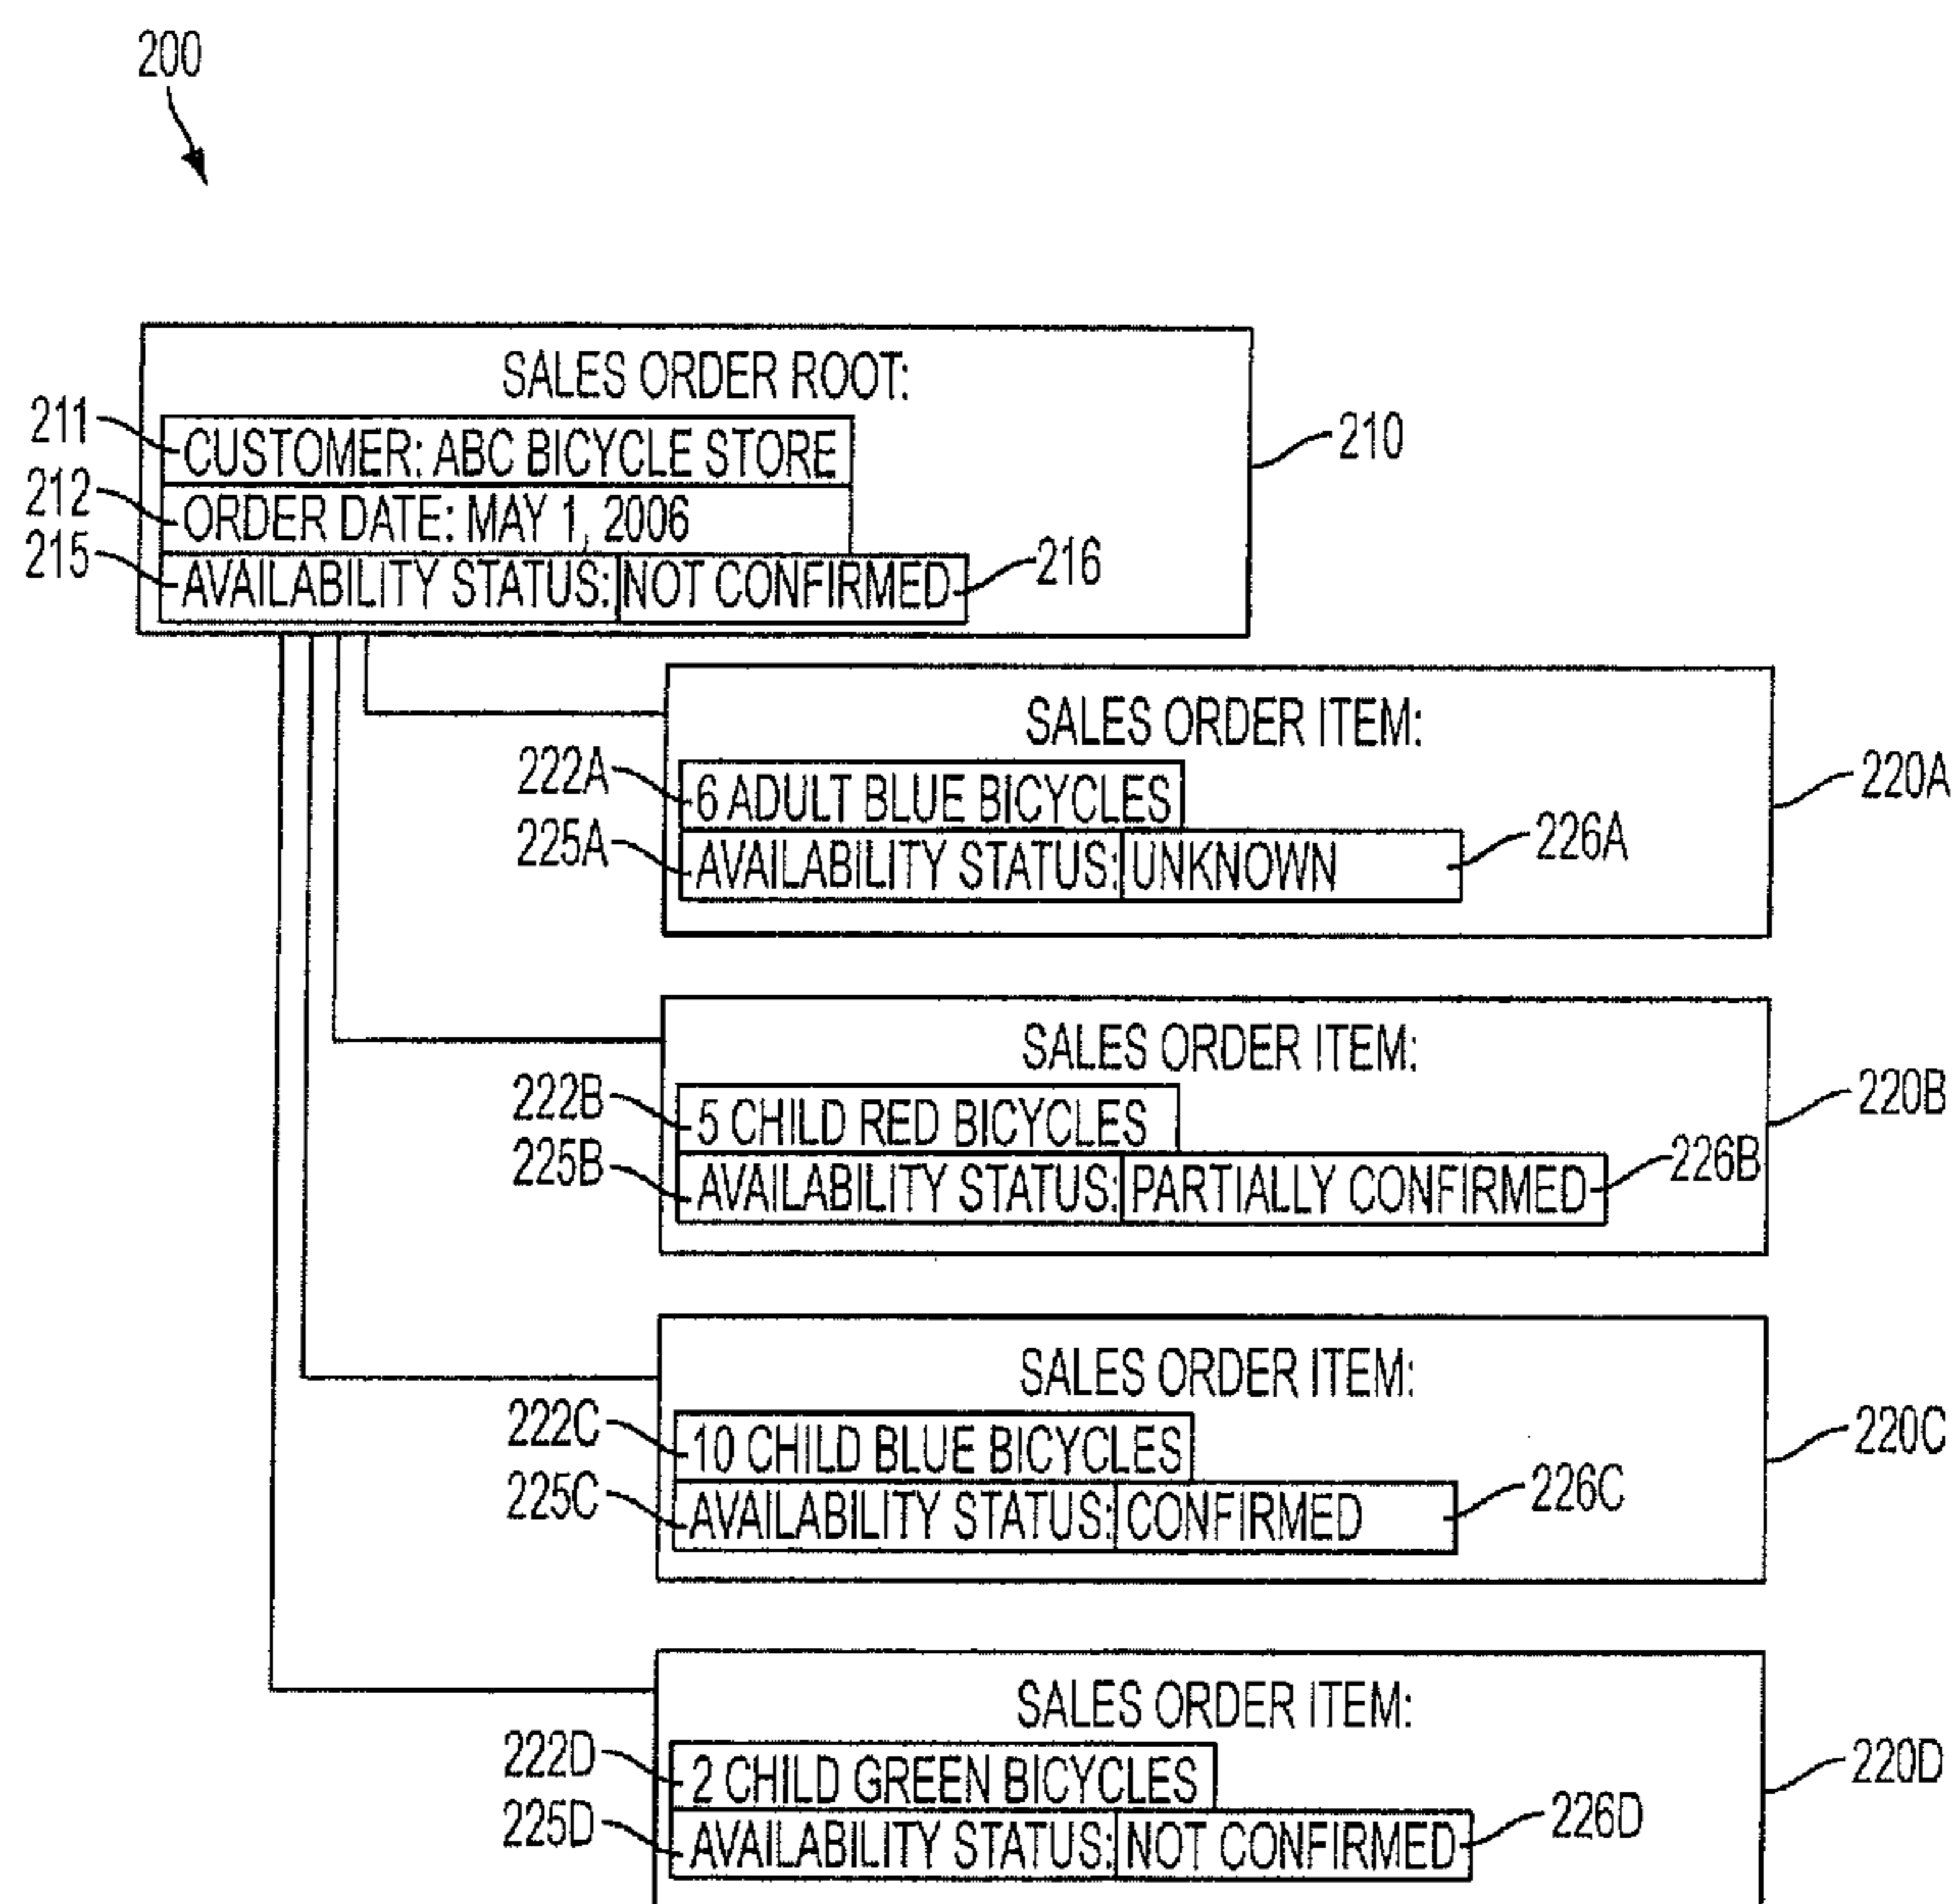 200
SALES ORDER ROOT:
211
CUSTOMER: ABC BICYCLE STORE
210
212
ORDER DATE: MAY 1, 2006
215
AVAILABILITY STATUS: NOT CONFIRMED
216
SALES ORDER ITEM:
222A
6 ADULT BLUE BICYCLES
220A
225A
AVAILABILITY STATUS: UNKNOWN
226A
SALES ORDER ITEM:
222B
5 CHILD RED BICYCLES
220B
225B
AVAILABILITY STATUS: PARTIALLY CONFIRMED
226B
SALES ORDER ITEM:
222C
10 CHILD BLUE BICYCLES
220C
225C
AVAILABILITY STATUS: CONFIRMED
226C
SALES ORDER ITEM:
222D
2 CHILD GREEN BICYCLES
220D
225D
AVAILABILITY STATUS: NOT CONFIRMED
226D